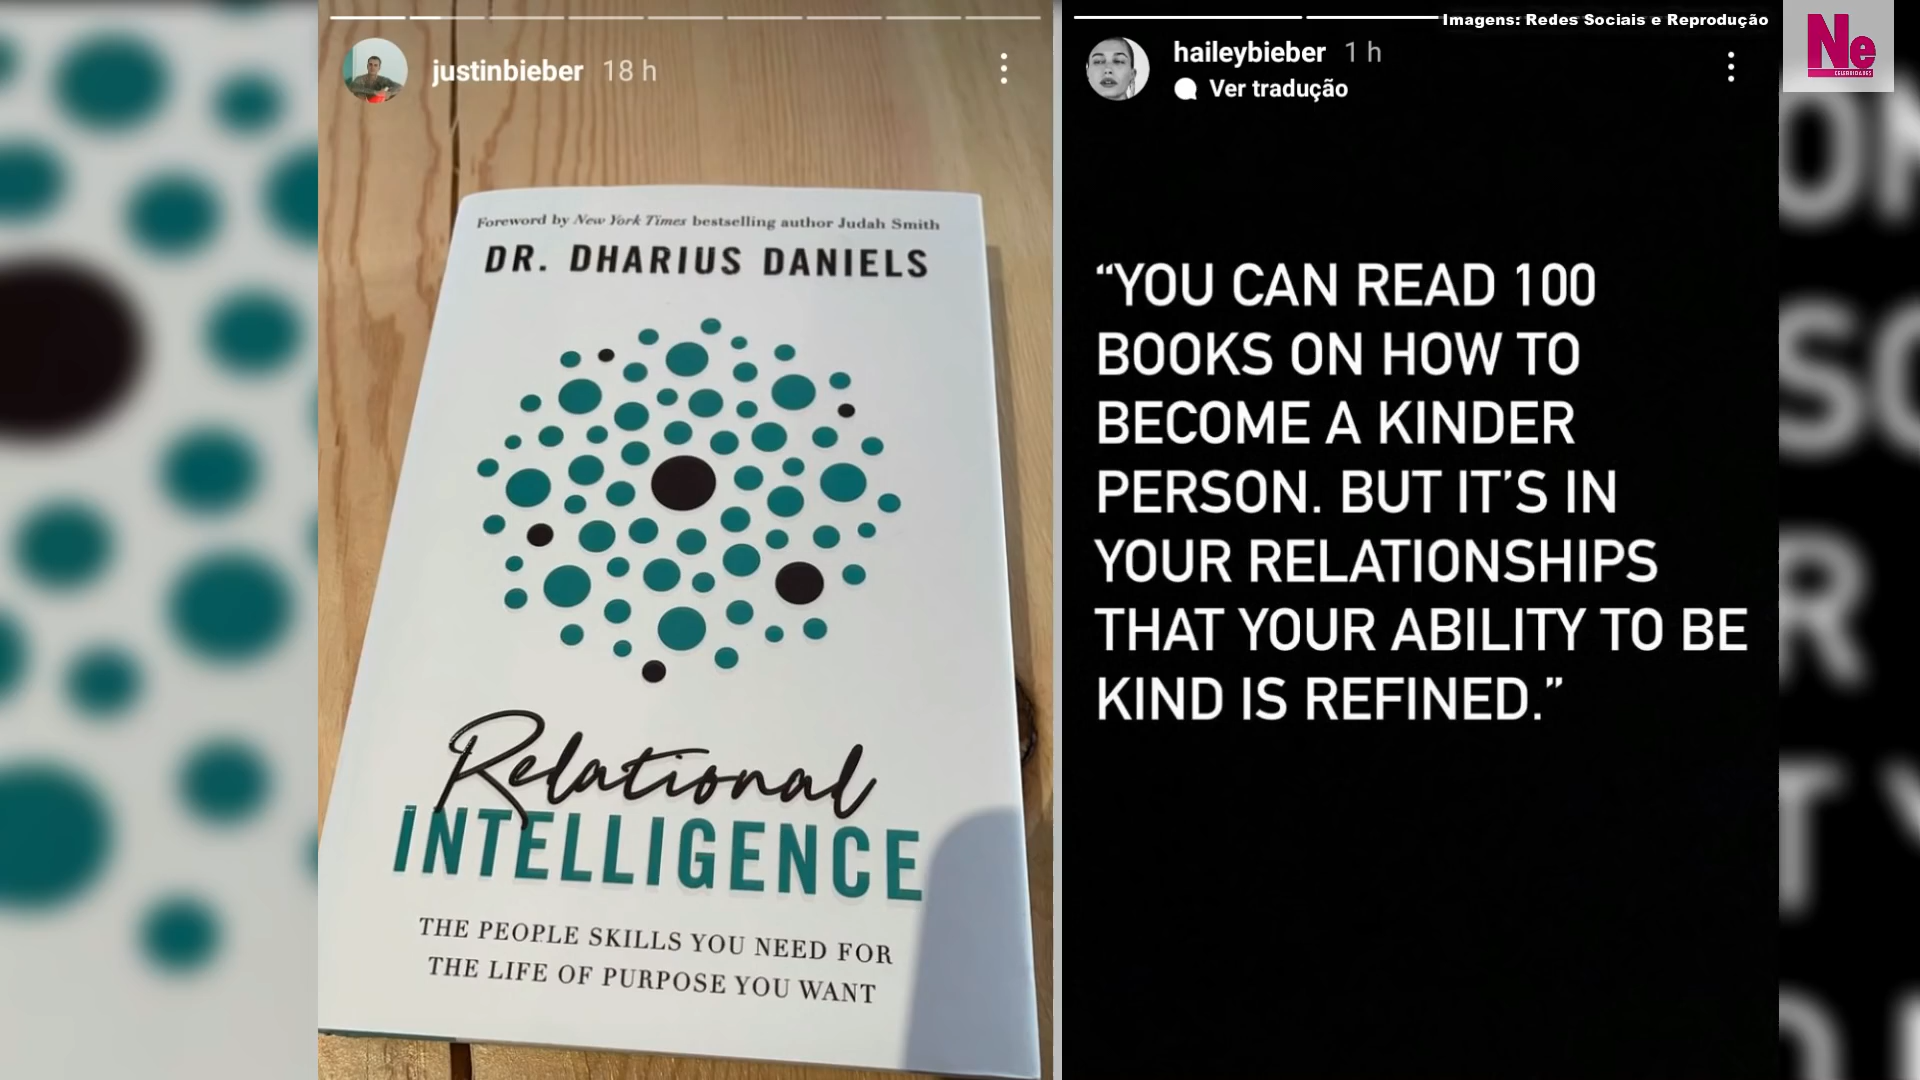 justinbieber 18 h
Foreword by New York Times bestselling author Judah Smith
DR. DHARIUS DANIELS
Relational
INTELLIGENCE
THE PEOPLE SKILLS YOU NEED FOR
THE LIFE OF PURPOSE YOU WANT
Imagens: Redes Sociais e Reprodução
Ne
CELEBRIDADES
haileybieber 1 h
Ver tradução
“YOU CAN READ 100
BOOKS ON HOW TO
BECOME A KINDER
PERSON. BUT IT’S IN
YOUR RELATIONSHIPS
THAT YOUR ABILITY TO BE
KIND IS REFINED.”